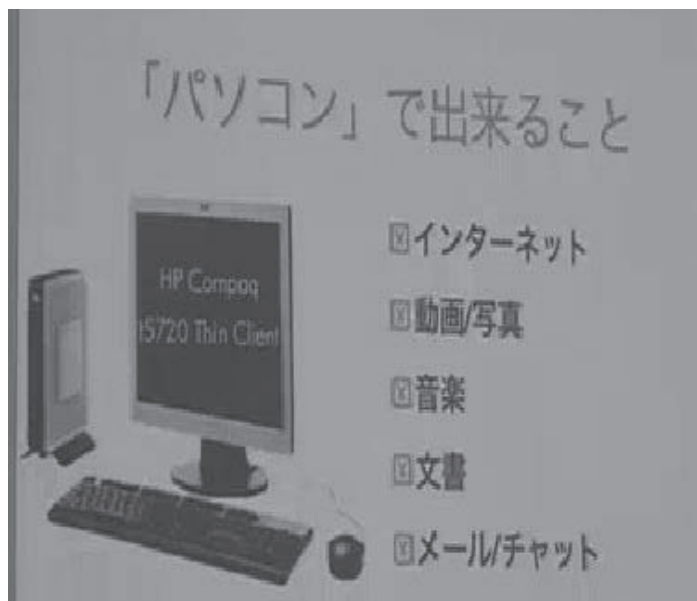 「パソコン」で出来ること
HP Compaq
t5720 Thin Client
インターネット
動画/写真
音楽
文書
メール/チャット